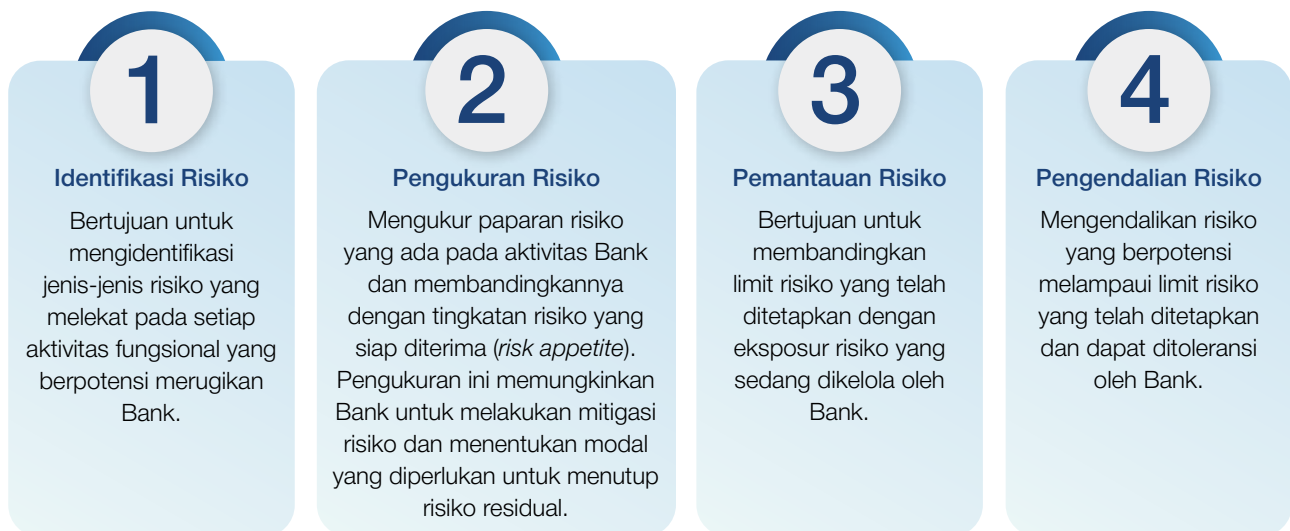 1
Identifikasi Risiko
Bertujuan untuk
mengidentifikasi
jenis-jenis risiko yang
melekat pada setiap
aktivitas fungsional yang
berpotensi merugikan
Bank.
2
Pengukuran Risiko
Mengukur paparan risiko
yang ada pada aktivitas Bank
dan membandingkannya
dengan tingkatan risiko yang
siap diterima (risk appetite).
Pengukuran ini memungkinkan
Bank untuk melakukan mitigasi
risiko dan menentukan modal
yang diperlukan untuk menutup
risiko residual.
3
Pemantauan Risiko
Bertujuan untuk
membandingkan
limit risiko yang telah
ditetapkan dengan
eksposur risiko yang
sedang dikelola oleh
Bank.
4
Pengendalian Risiko
Mengendalikan risiko
yang berpotensi
melampaui limit risiko
yang telah ditetapkan
dan dapat ditoleransi
oleh Bank.